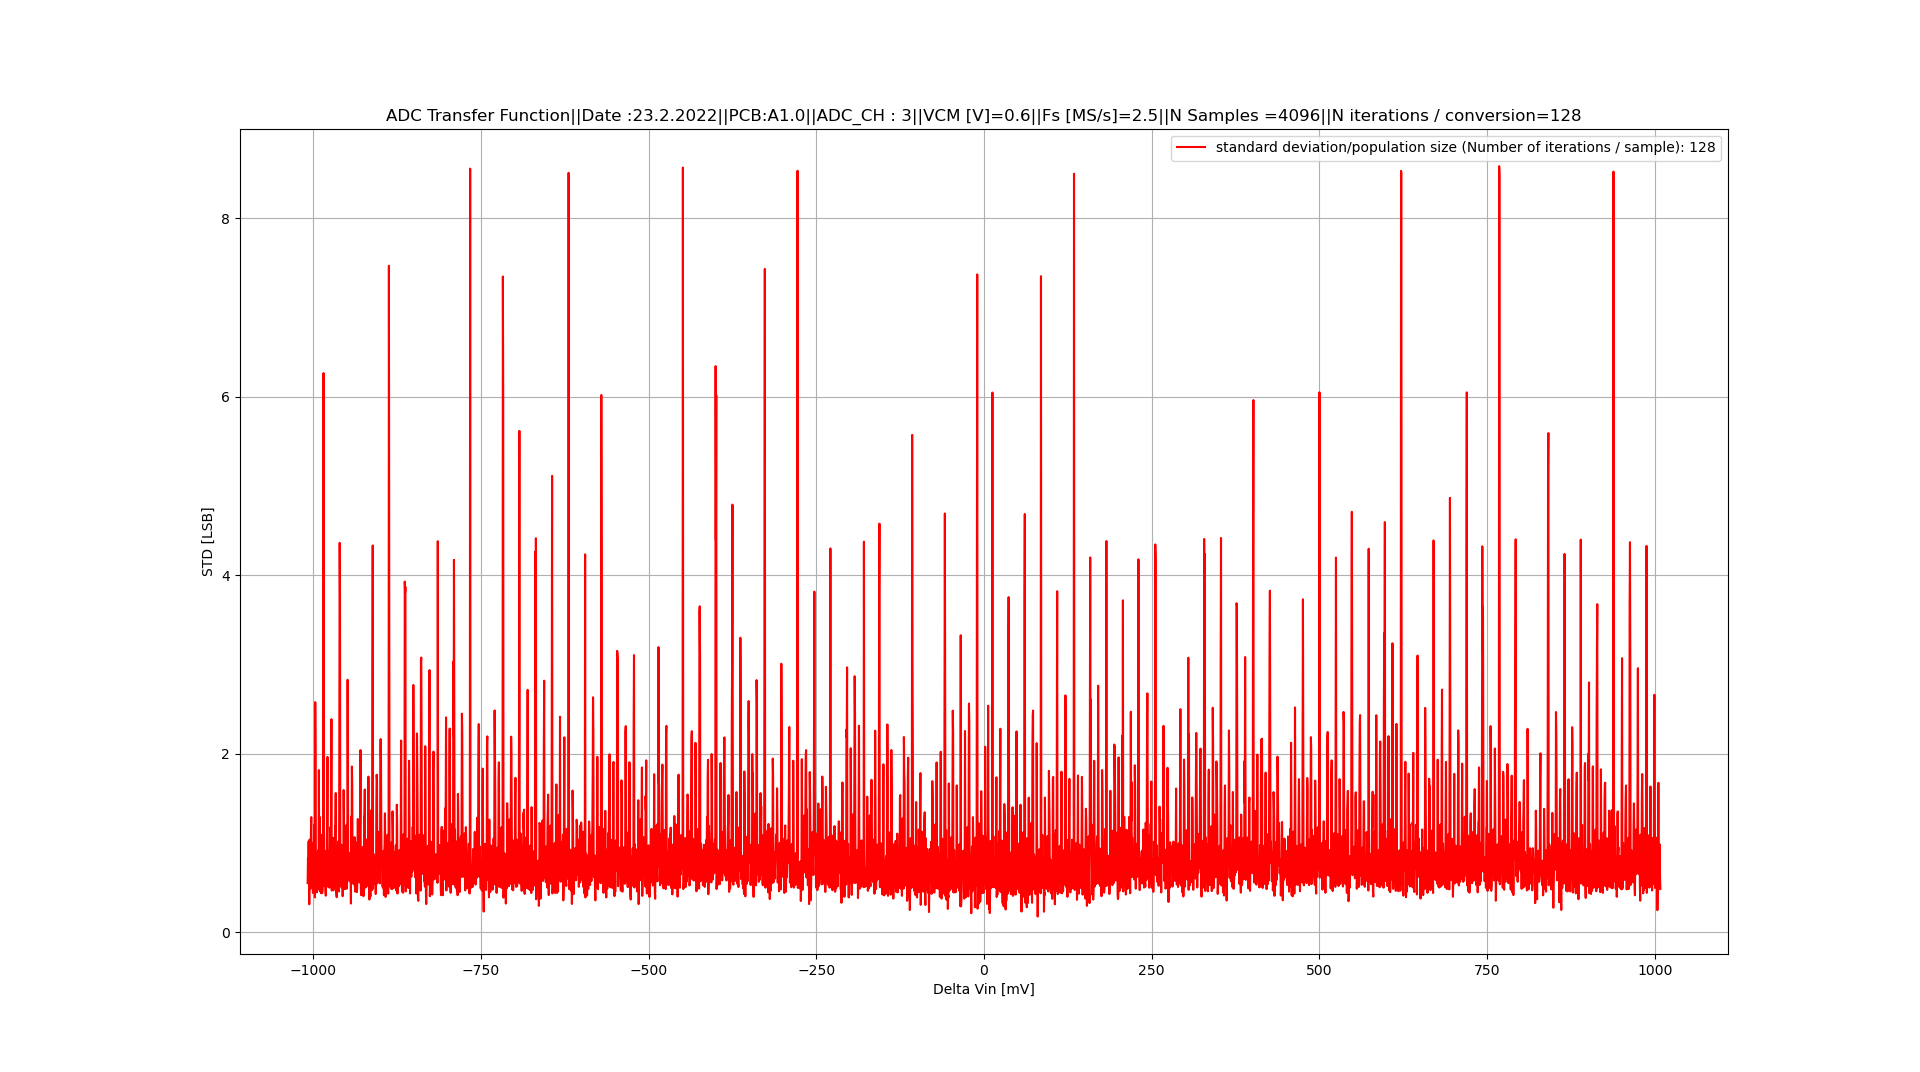 ADC Transfer Function||Date :23.2.2022||PCB:A1.0||ADC_CH : 3||VCM [V]=0.6||Fs [MS/s]=2.5||N Samples =4096||N iterations / conversion=128
standard deviation/population size (Number of iterations / sample): 128
8
6
4
2
0
STD [LSB]
−1000 −750 −500 −250 0 250 500 750 1000
Delta Vin [mV]